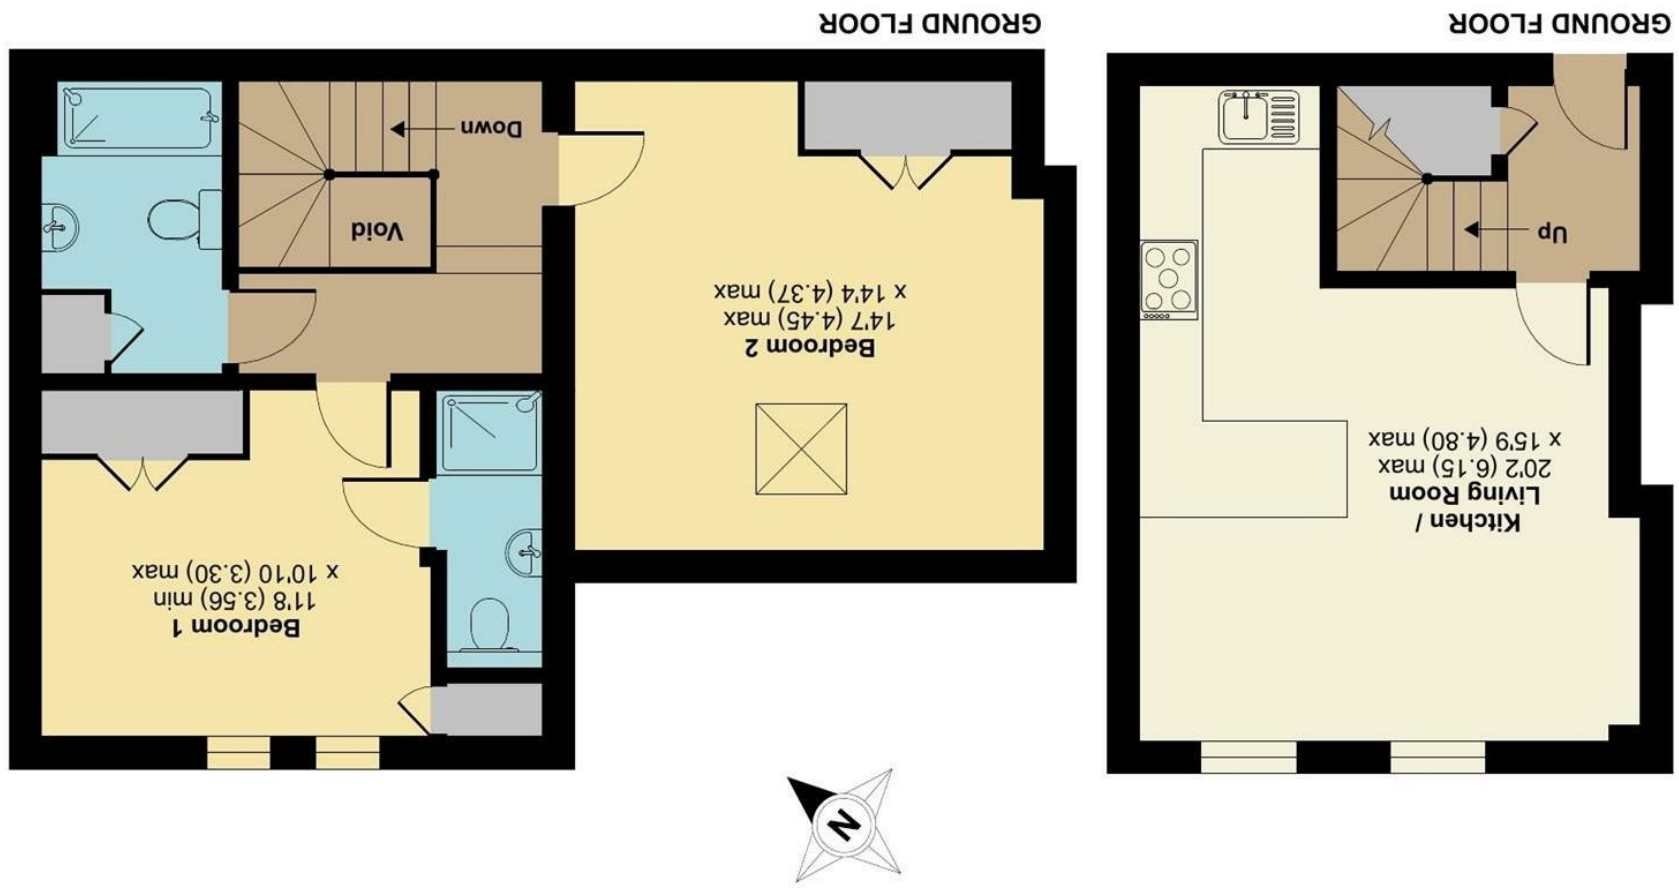 Kitchen /
Living Room
20'2 (6.15) max
x 15'9 (4.80) max
Up
GROUND FLOOR
N
Bedroom 1
11'8 (3.56) min
x 10'10 (3.30) max
Bedroom 2
14'7 (4.45) max
x 14'4 (4.37) max
Void
Down
GROUND FLOOR